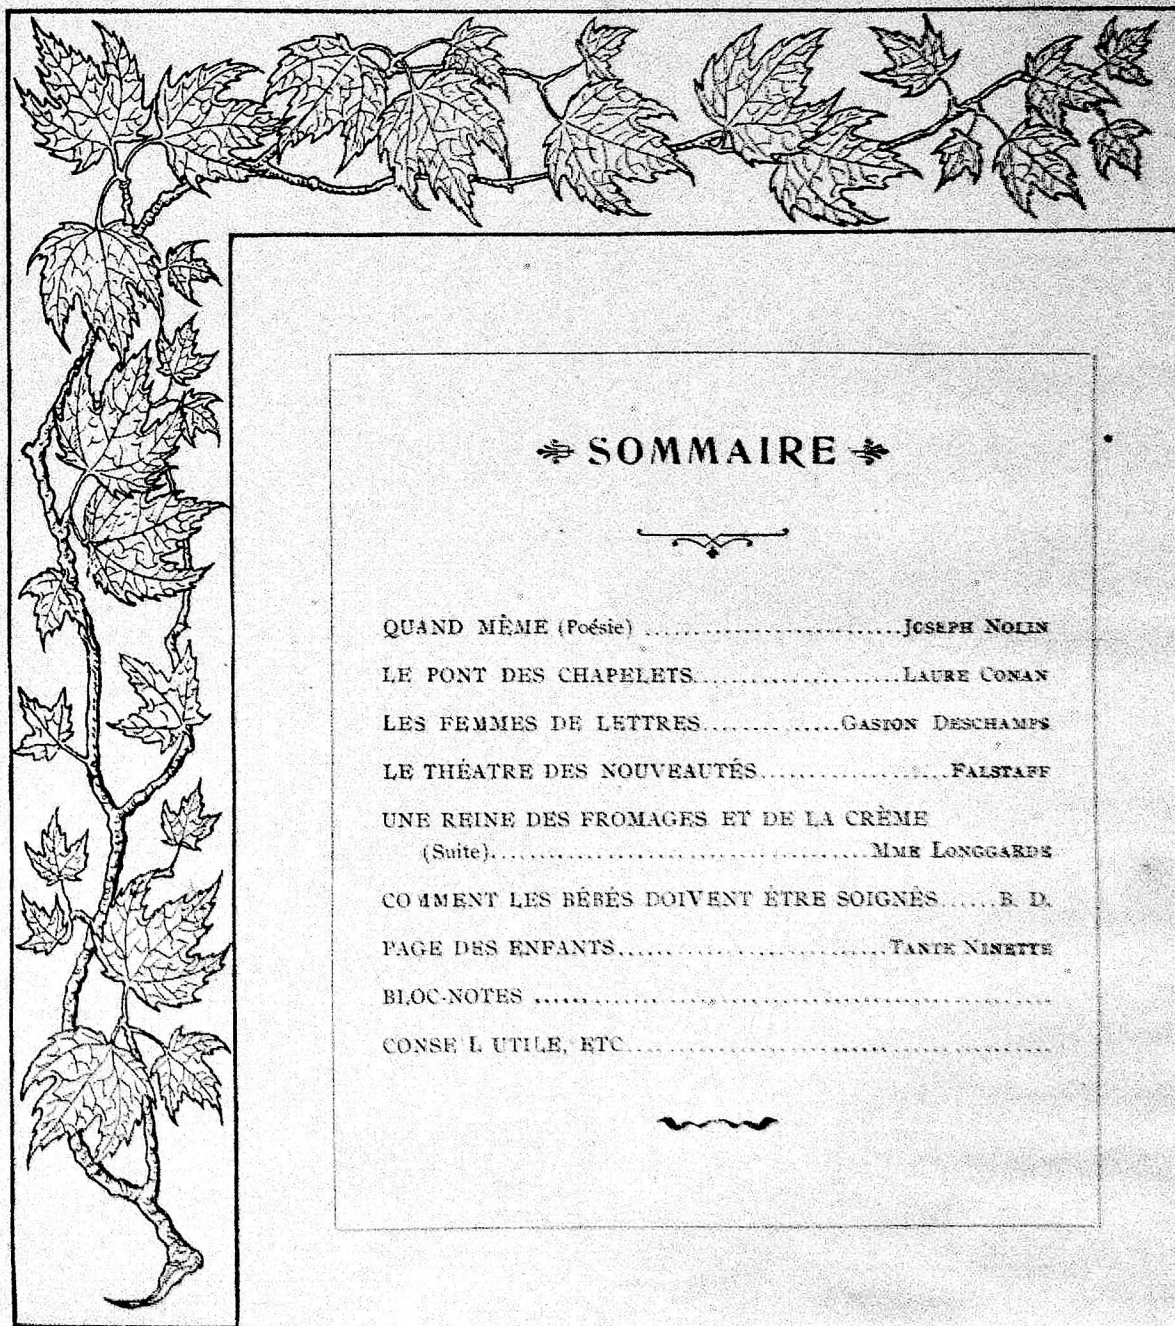 SOMMAIRE
QUAND MÊME (Poésie) ............................JOSEPH NOLIN
LE PONT DES CHAPELETS......................LAURE CONAN
LES FEMMES DE LETTRES..............GASTON DESCHAMPS
LE THÉATRE DES NOUVEAUTÉS....................FALSTAFF
UNE REINE DES FROMAGES ET DE LA CRÈME
(Suite).......................................MME LONGGARDE
COMMENT LES BÉBÉS DOIVENT ÊTRE SOIGNÉS......B. D.
PAGE DES ENFANTS............................TANTE NINETTE
BLOC-NOTES .....................................................
CONSE L UTILE, ETC............................................